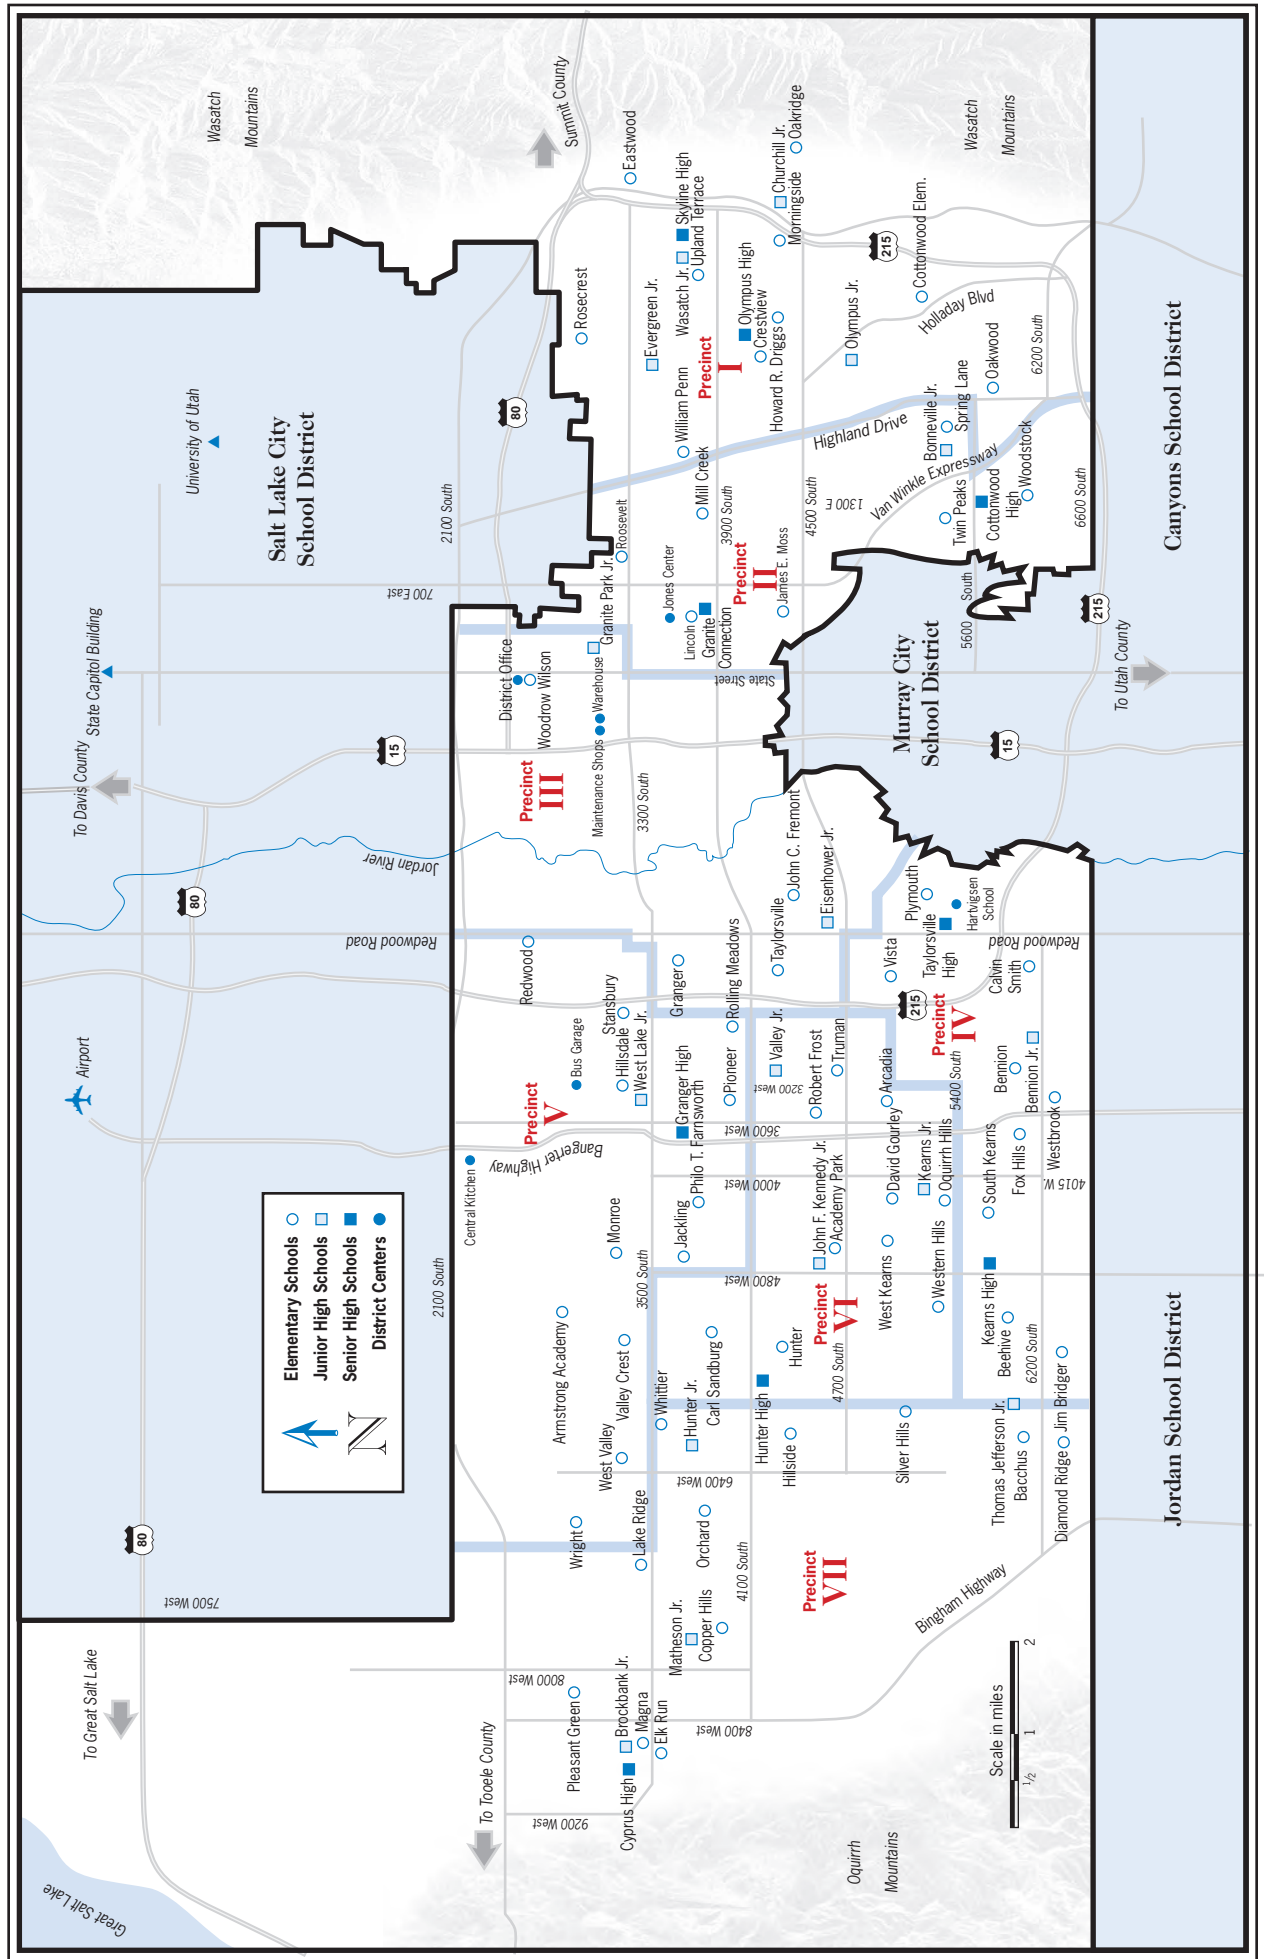 Wasatch
Mountains
Summit County
Eastwood
Skyline High
Wasatch Jr.
Upland Terrace
Churchill Jr.
Oakridge
Morningside
Wasatch
Mountains
215
Cottonwood Elem.
Holladay Blvd
Rosecrest
Evergreen Jr.
Olympus High
Crestview
Howard R. Driggs
Olympus Jr.
Oakwood
6200 South
Canyons School District
Precinct
I
University of Utah
Salt Lake City
School District
80
2100 South
William Penn
Mill Creek
3900 South
Highland Drive
4500 South
1300 E
Van Winkle Expressway
Bonneville Jr.
Spring Lane
Twin Peaks
Cottonwood
High
Woodstock
6600 South
700 East
Roosevelt
Granite Park Jr.
Jones Center
Lincoln
Granite
Connection
Precinct
II
James E. Moss
5600 South
215
State Capitol Building
District Office
Woodrow Wilson
Warehouse
Maintenance Shops
State Street
Murray City
School District
To Utah County
15
15
To Davis County
Precinct
III
3300 South
Jordan River
80
John C. Fremont
Eisenhower Jr.
Plymouth
Taylorsville
High
Hartvigsen
School
Redwood Road
Redwood Road
Redwood
Granger
Rolling Meadows
Taylorsville
Vista
Calvin
Smith
215
Precinct
IV
Stansbury
Hillsdale
West Lake Jr.
Bus Garage
Airport
Precinct
V
Pioneer
Valley Jr.
3200 West
Robert Frost
Truman
Arcadia
5400 South
Bennion
Bennion Jr.
Westbrook
Granger High
Philo T. Farnsworth
3600 West
Bangerter Highway
Central Kitchen
4000 West
John F. Kennedy Jr.
Academy Park
David Gourley
Kearns Jr.
Oquirrh Hills
South Kearns
Fox Hills
4015 W.
Monroe
Jackling
3500 South
4800 West
Precinct
VI
West Kearns
Western Hills
Kearns High
Beehive
6200 South
Jim Bridger
2100 South
Elementary Schools
Junior High Schools
Senior High Schools
District Centers
N
Armstrong Academy
Valley Crest
Whittier
West Valley
Hunter Jr.
Carl Sandburg
Hunter High
Hunter
Hillside
4700 South
Silver Hills
Thomas Jefferson Jr.
Bacchus
Diamond Ridge
Jordan School District
6400 West
80
7500 West
Wright
Lake Ridge
Orchard
4100 South
Precinct
VII
Bingham Highway
Matheson Jr.
Copper Hills
8000 West
To Great Salt Lake
Pleasant Green
Brockbank Jr.
Magna
Elk Run
Cyprus High
8400 West
9200 West
To Tooele County
Scale in miles
1/2
1
2
Oquirrh
Mountains
Great Salt Lake